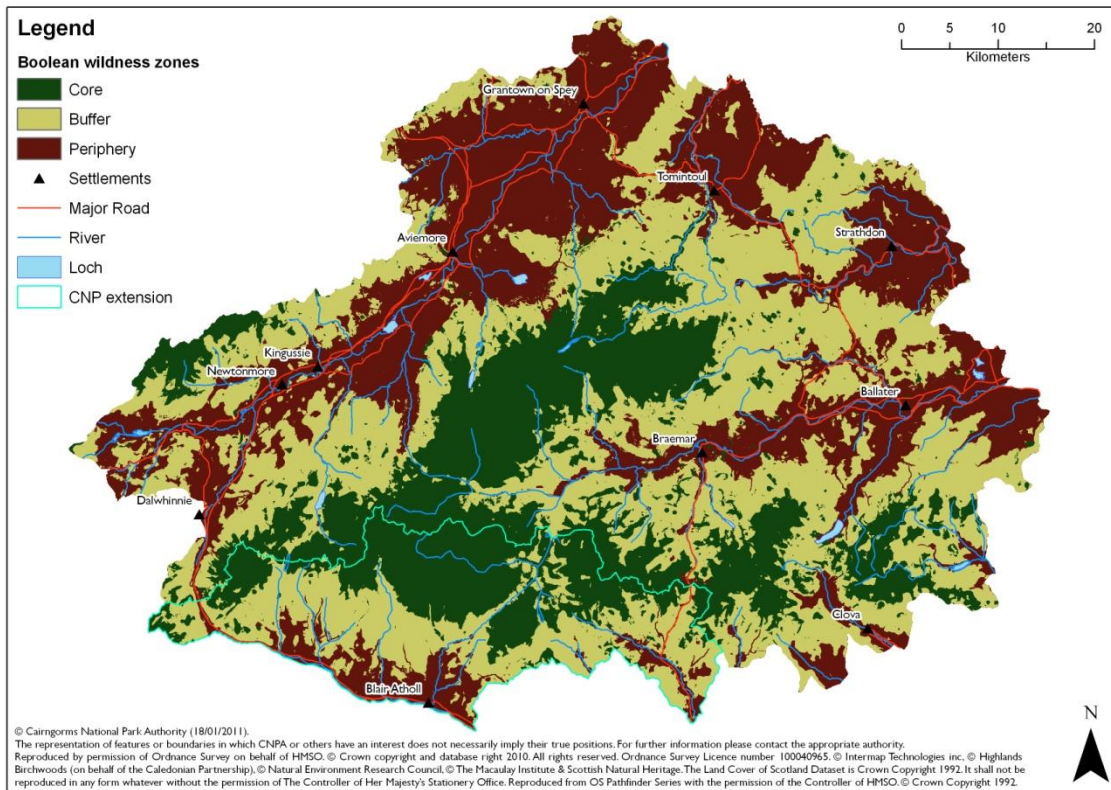 Legend
Boolean wildness zones
Core
Buffer
Periphery
Settlements
Major Road
River
Loch
CNP extension
0 5 10 20
Kilometers
Grantown on Spey
Tomintoul
Strathdon
Aviemore
Kingussie
Newtonmore
Ballater
Braemar
Dalwhinnie
Clova
Blair Atholl
N
© Cairngorms National Park Authority (18/01/2011).
The representation of features or boundaries in which CNPA or others have an interest does not necessarily imply their true positions. For further information please contact the appropriate authority.
Reproduced by permission of Ordnance Survey on behalf of HMSO. © Crown copyright and database right 2010. All rights reserved. Ordnance Survey Licence number 100040965. © Intermap Technologies inc, © Highlands
Birchwoods (on behalf of the Caledonian Partnership), © Natural Environment Research Council, © The Macaulay Institute & Scottish Natural Heritage. The Land Cover of Scotland Dataset is Crown Copyright 1992. It shall not be
reproduced in any form whatever without the permission of The Controller of Her Majesty's Stationery Office. Reproduced from OS Pathfinder Series with the permission of the Controller of HMSO. © Crown Copyright 1992.